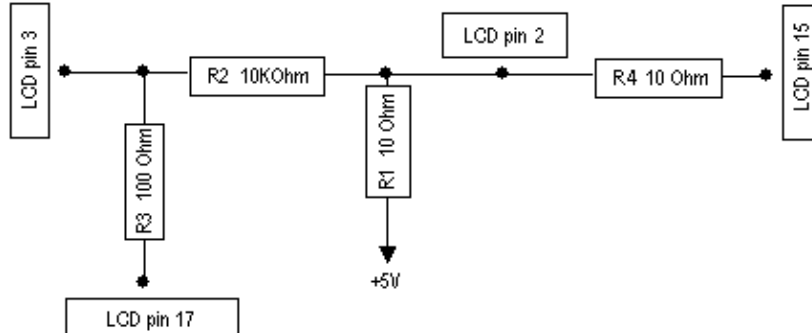 LCD pin 3
R2 10KOhm
LCD pin 2
R4 10 Ohm
LCD pin 15
R3 100 Ohm
R1 10 Ohm
+5V
LCD pin 17